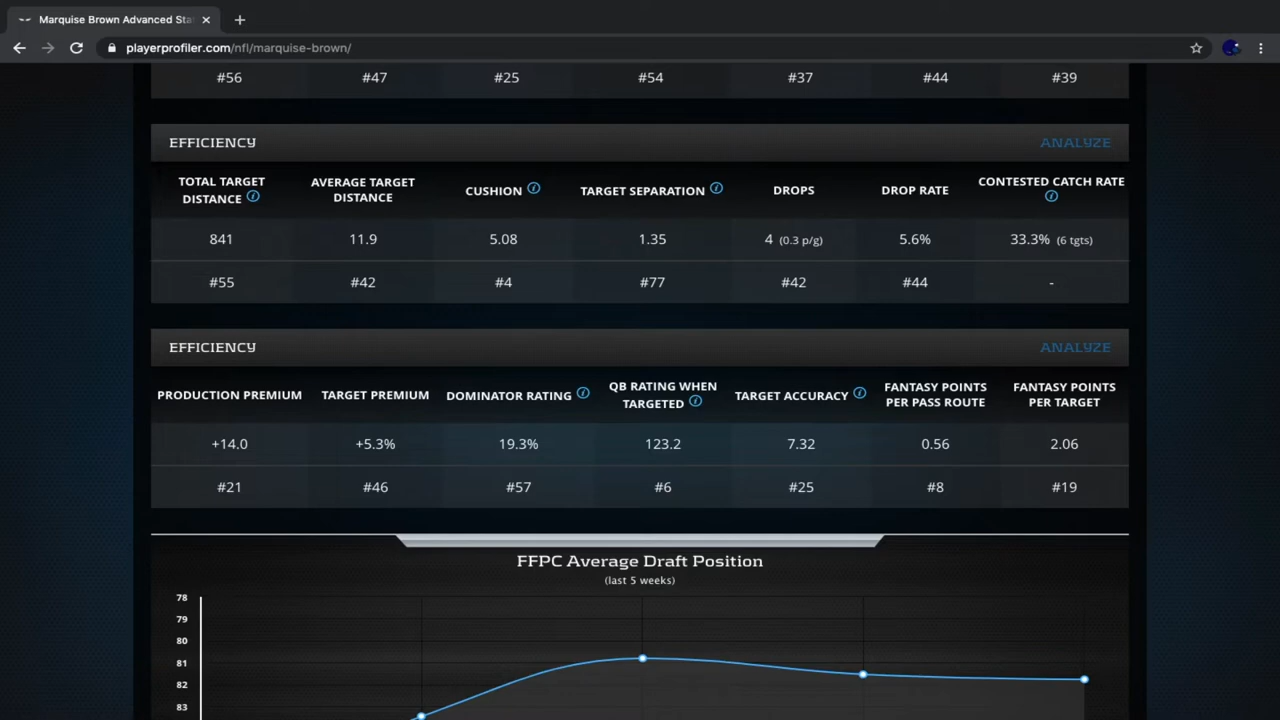 Marquise Brown Advanced Sta
playerprofiler.com/nfl/marquise-brown/
#56 #47 #25 #54 #37 #44 #39
EFFICIENCY ANALYZE
TOTAL TARGET DISTANCE AVERAGE TARGET DISTANCE CUSHION TARGET SEPARATION DROPS DROP RATE CONTESTED CATCH RATE
841 11.9 5.08 1.35 4 (0.3 p/g) 5.6% 33.3% (6 tgts)
#55 #42 #4 #77 #42 #44 -
EFFICIENCY ANALYZE
PRODUCTION PREMIUM TARGET PREMIUM DOMINATOR RATING QB RATING WHEN TARGETED TARGET ACCURACY FANTASY POINTS PER PASS ROUTE FANTASY POINTS PER TARGET
+14.0 +5.3% 19.3% 123.2 7.32 0.56 2.06
#21 #46 #57 #6 #25 #8 #19
FFPC Average Draft Position
(last 5 weeks)
78
79
80
81
82
83